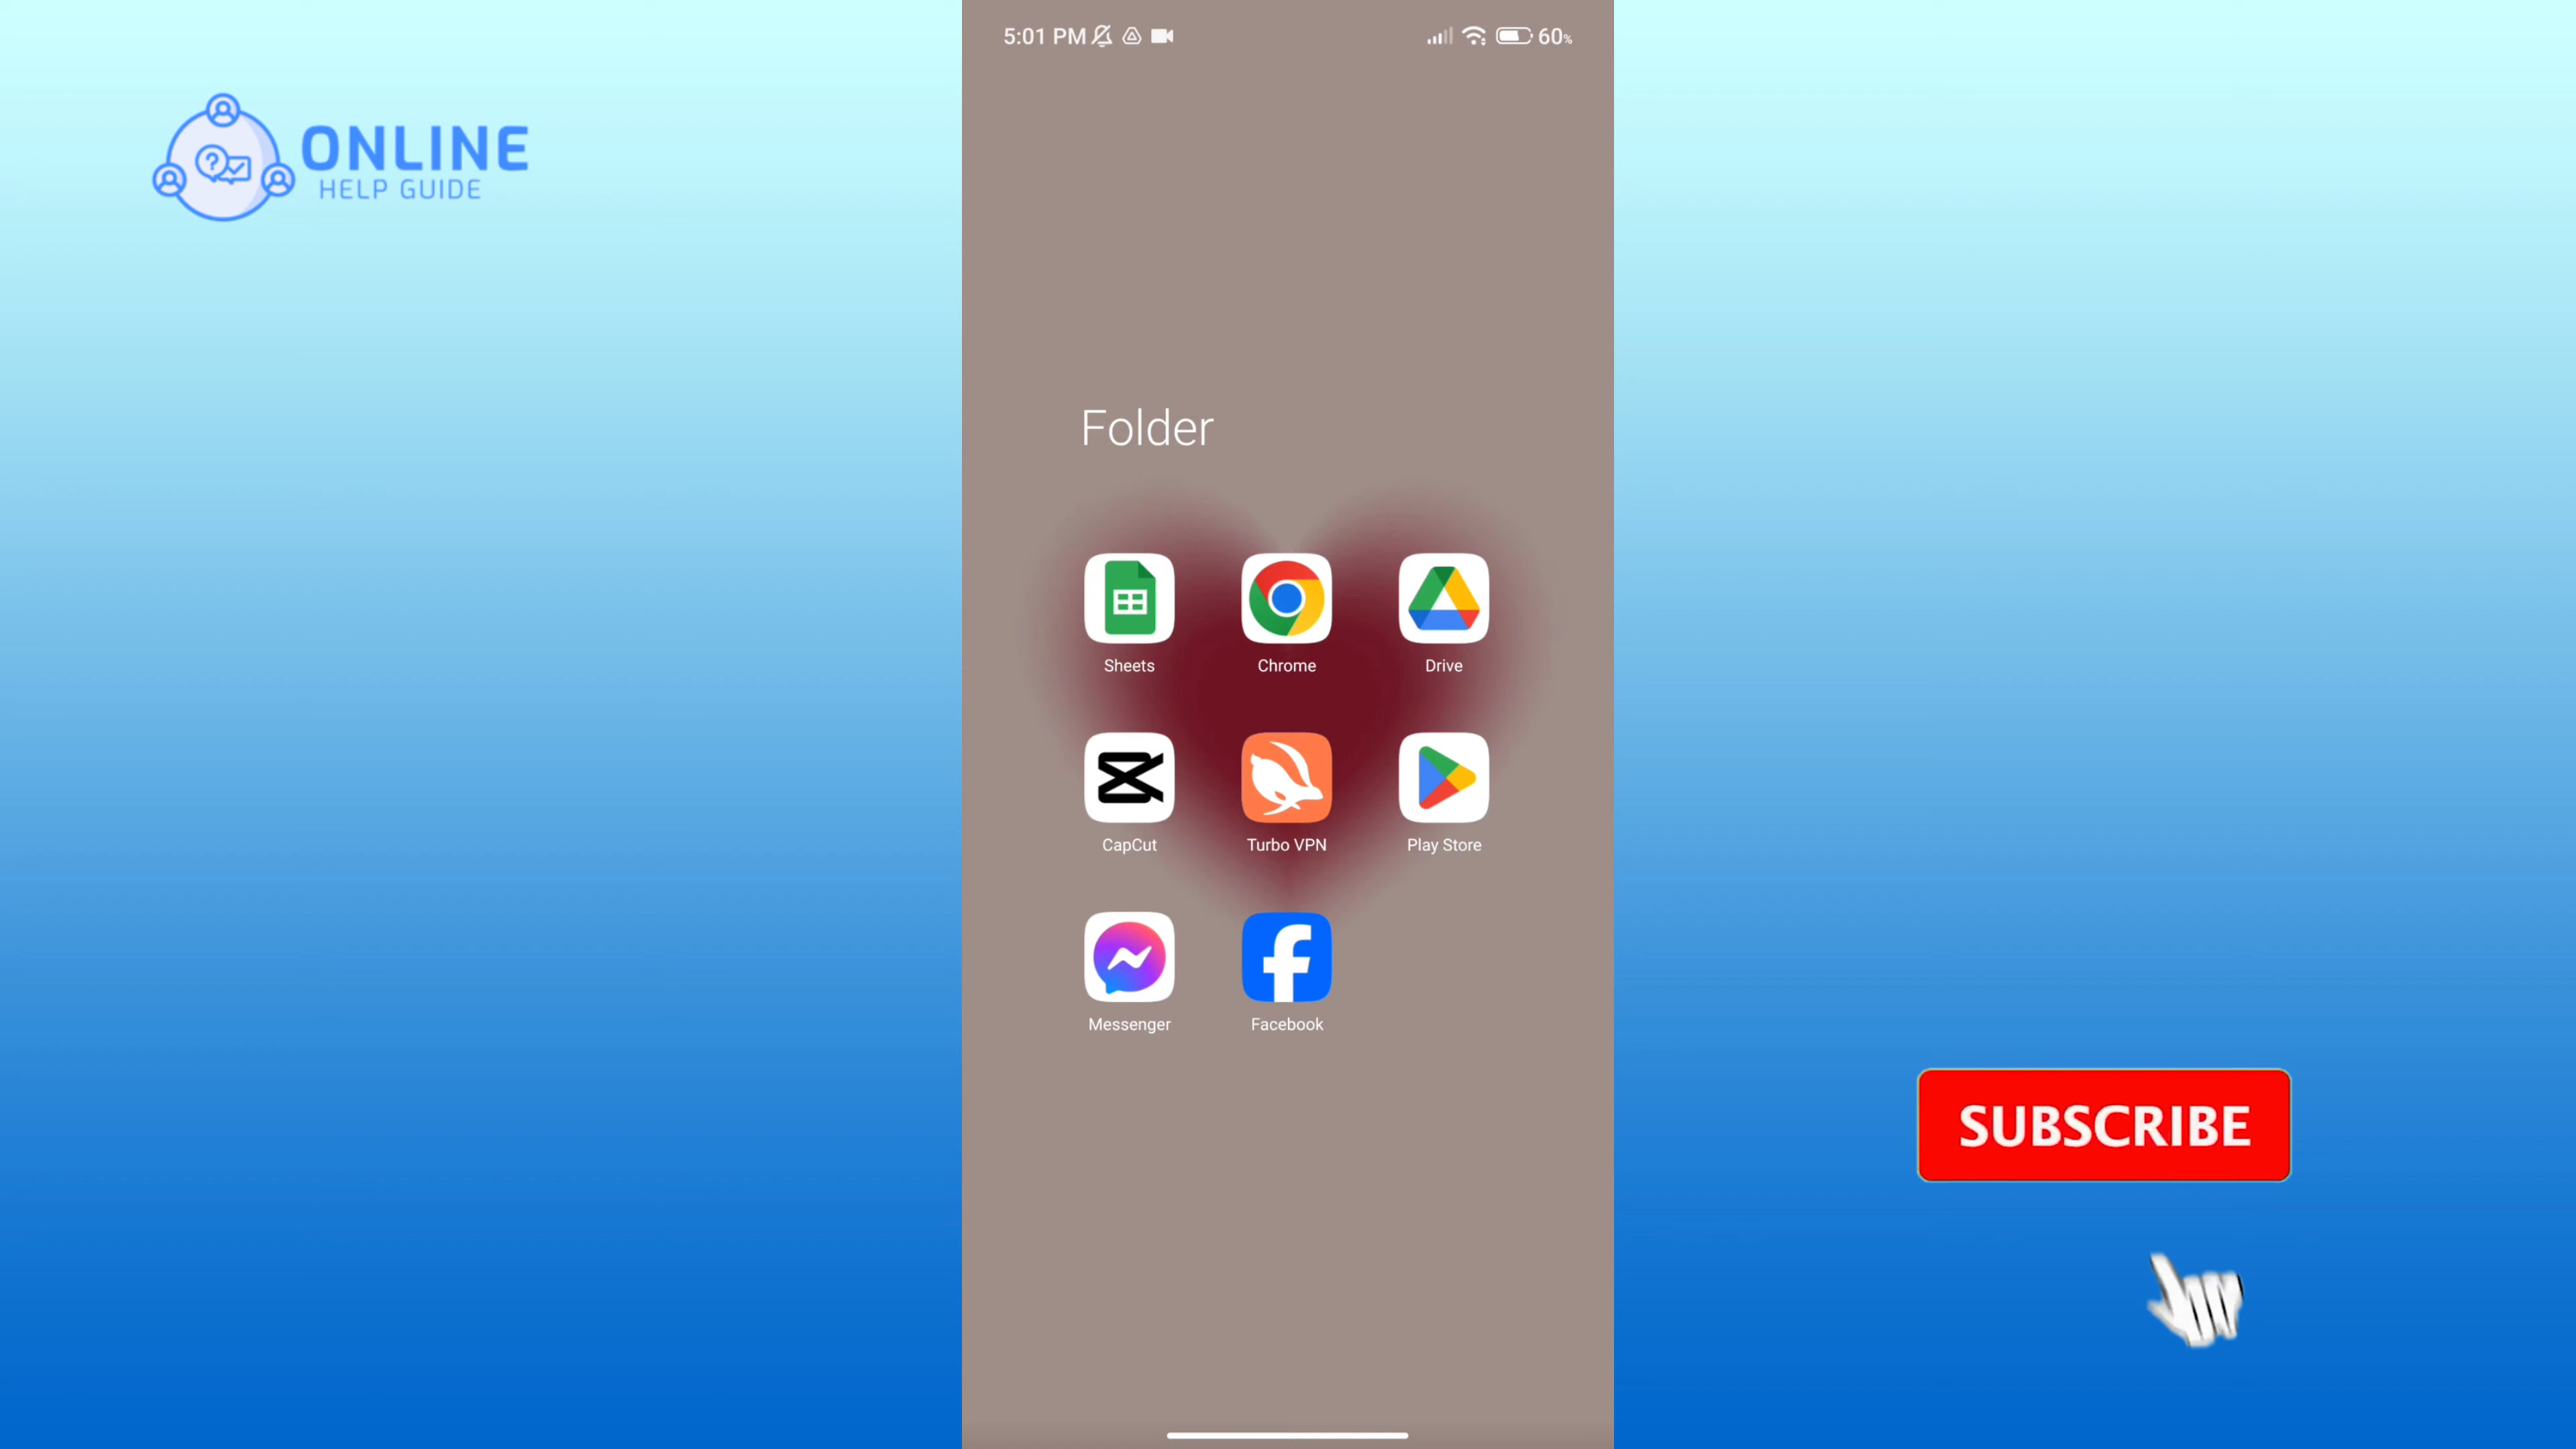 5:01 PM
60%
ONLINE
HELP GUIDE
Folder
Sheets
Chrome
Drive
CapCut
Turbo VPN
Play Store
Messenger
Facebook
SUBSCRIBE